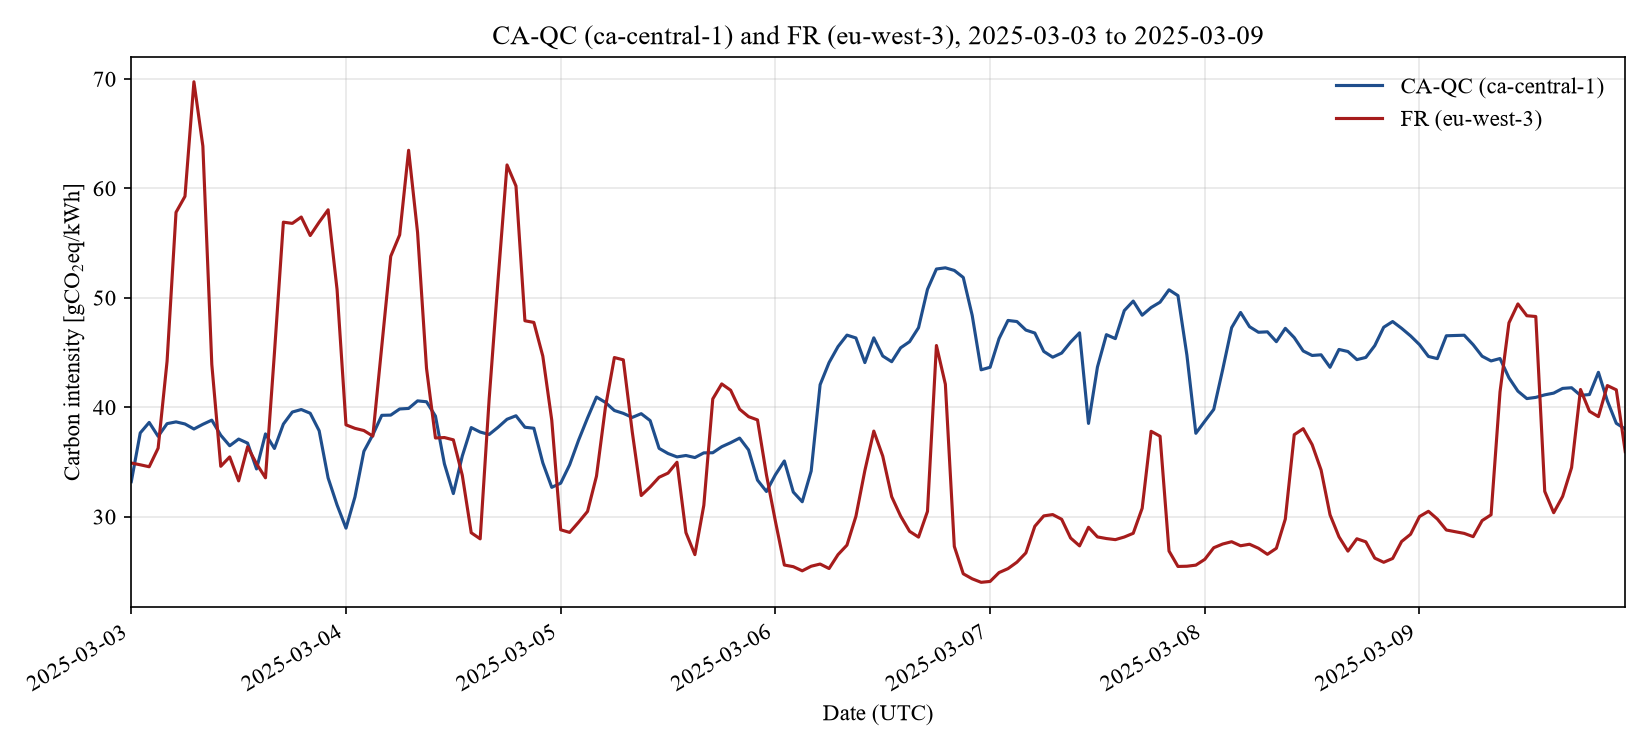 CA-QC (ca-central-1) and FR (eu-west-3), 2025-03-03 to 2025-03-09
CA-QC (ca-central-1)
FR (eu-west-3)
Carbon intensity [gCO₂eq/kWh]
70
60
50
40
30
2025-03-03
2025-03-04
2025-03-05
2025-03-06
2025-03-07
2025-03-08
2025-03-09
Date (UTC)